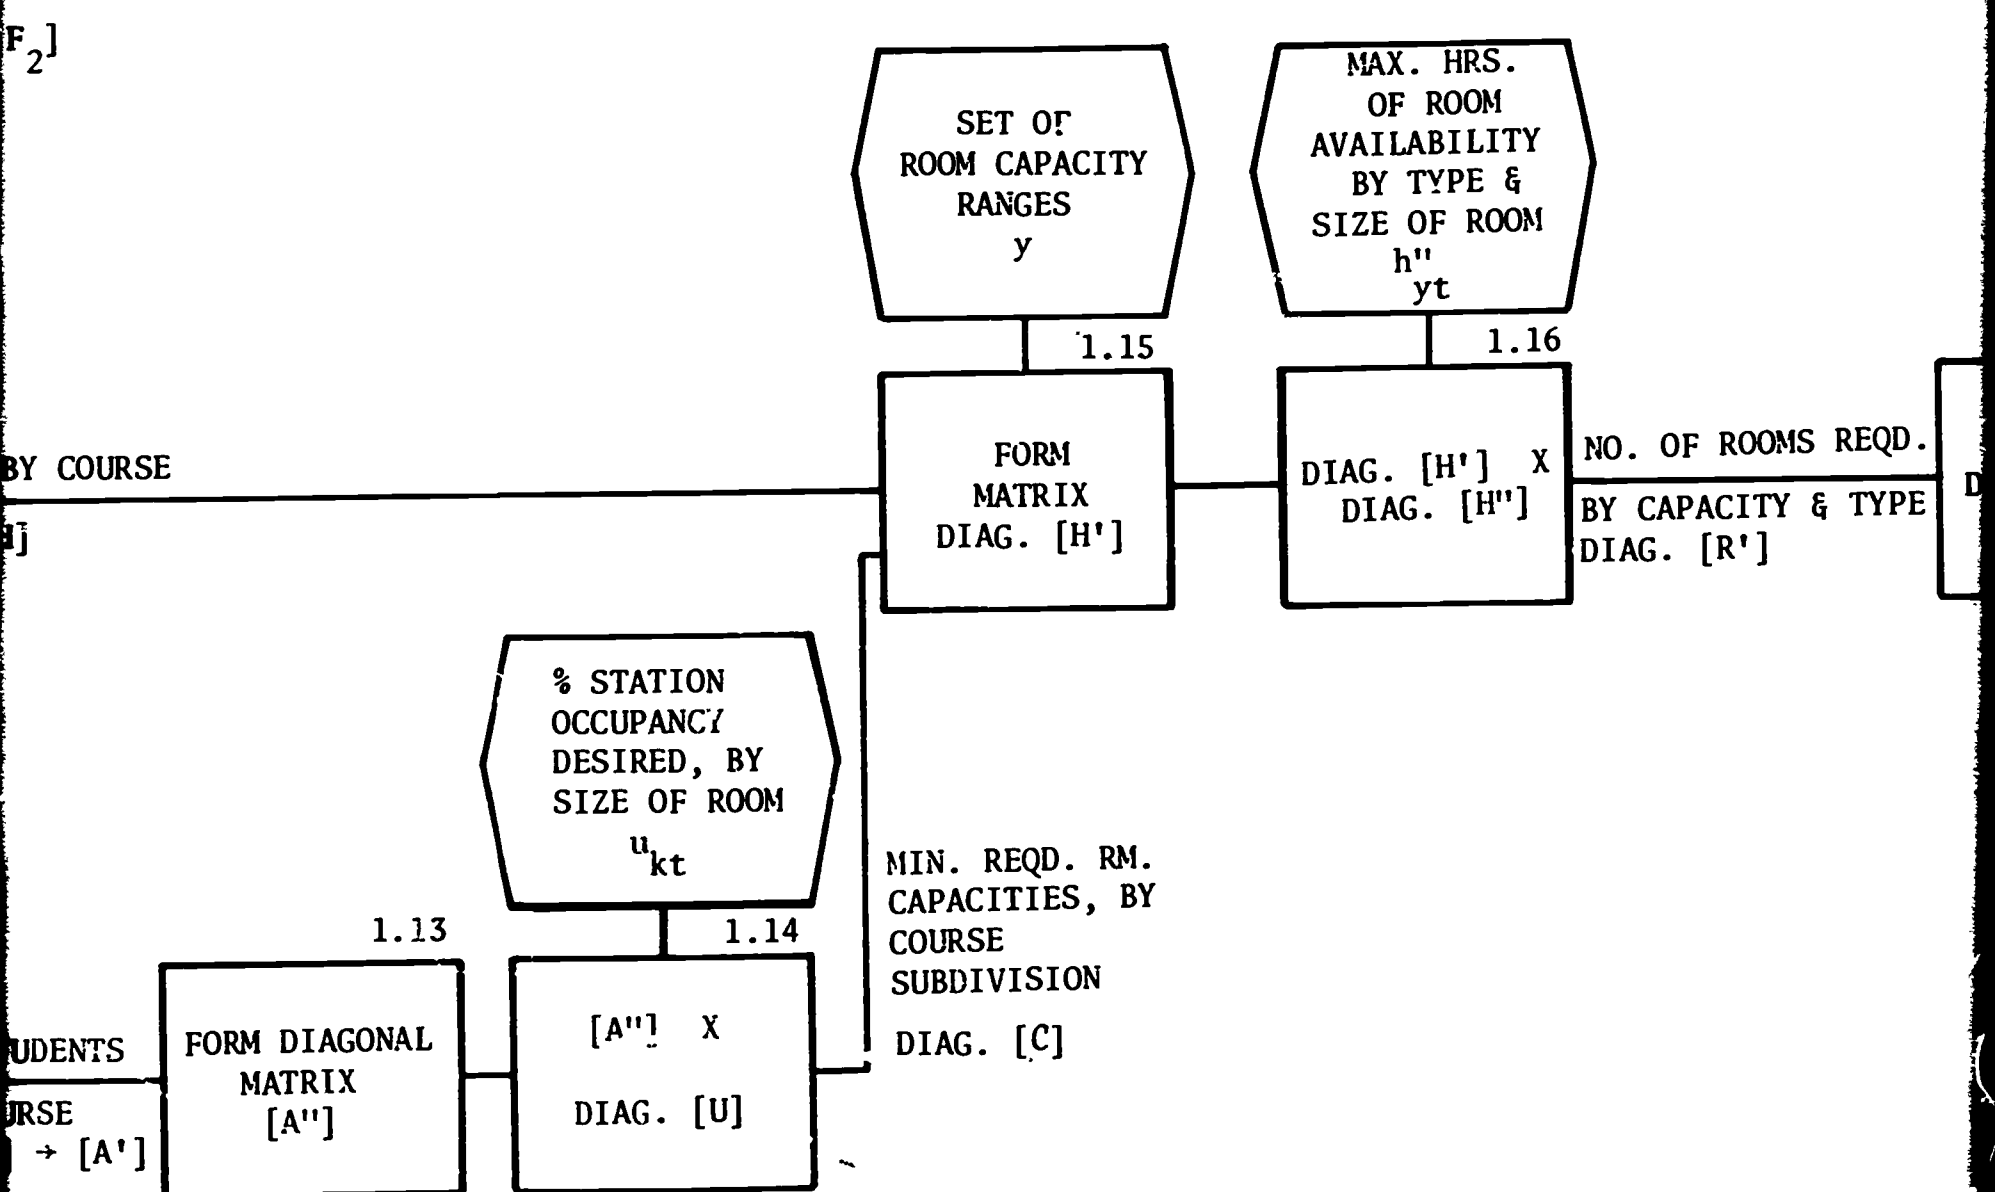 F2]
SET OF
ROOM CAPACITY
RANGES
y
MAX. HRS.
OF ROOM
AVAILABILITY
BY TYPE &
SIZE OF ROOM
h"
yt
1.15
1.16
BY COURSE
FORM
MATRIX
DIAG. [H']
DIAG. [H'] X
DIAG. [H"]
NO. OF ROOMS REQD.
BY CAPACITY & TYPE
DIAG. [R']
D
% STATION
OCCUPANCY
DESIRED, BY
SIZE OF ROOM
ukt
MIN. REQD. RM.
CAPACITIES, BY
COURSE
SUBDIVISION
DIAG. [C]
1.13
1.14
UDENTS
URSE
] → [A']
FORM DIAGONAL
MATRIX
[A"]
[A"] X
DIAG. [U]